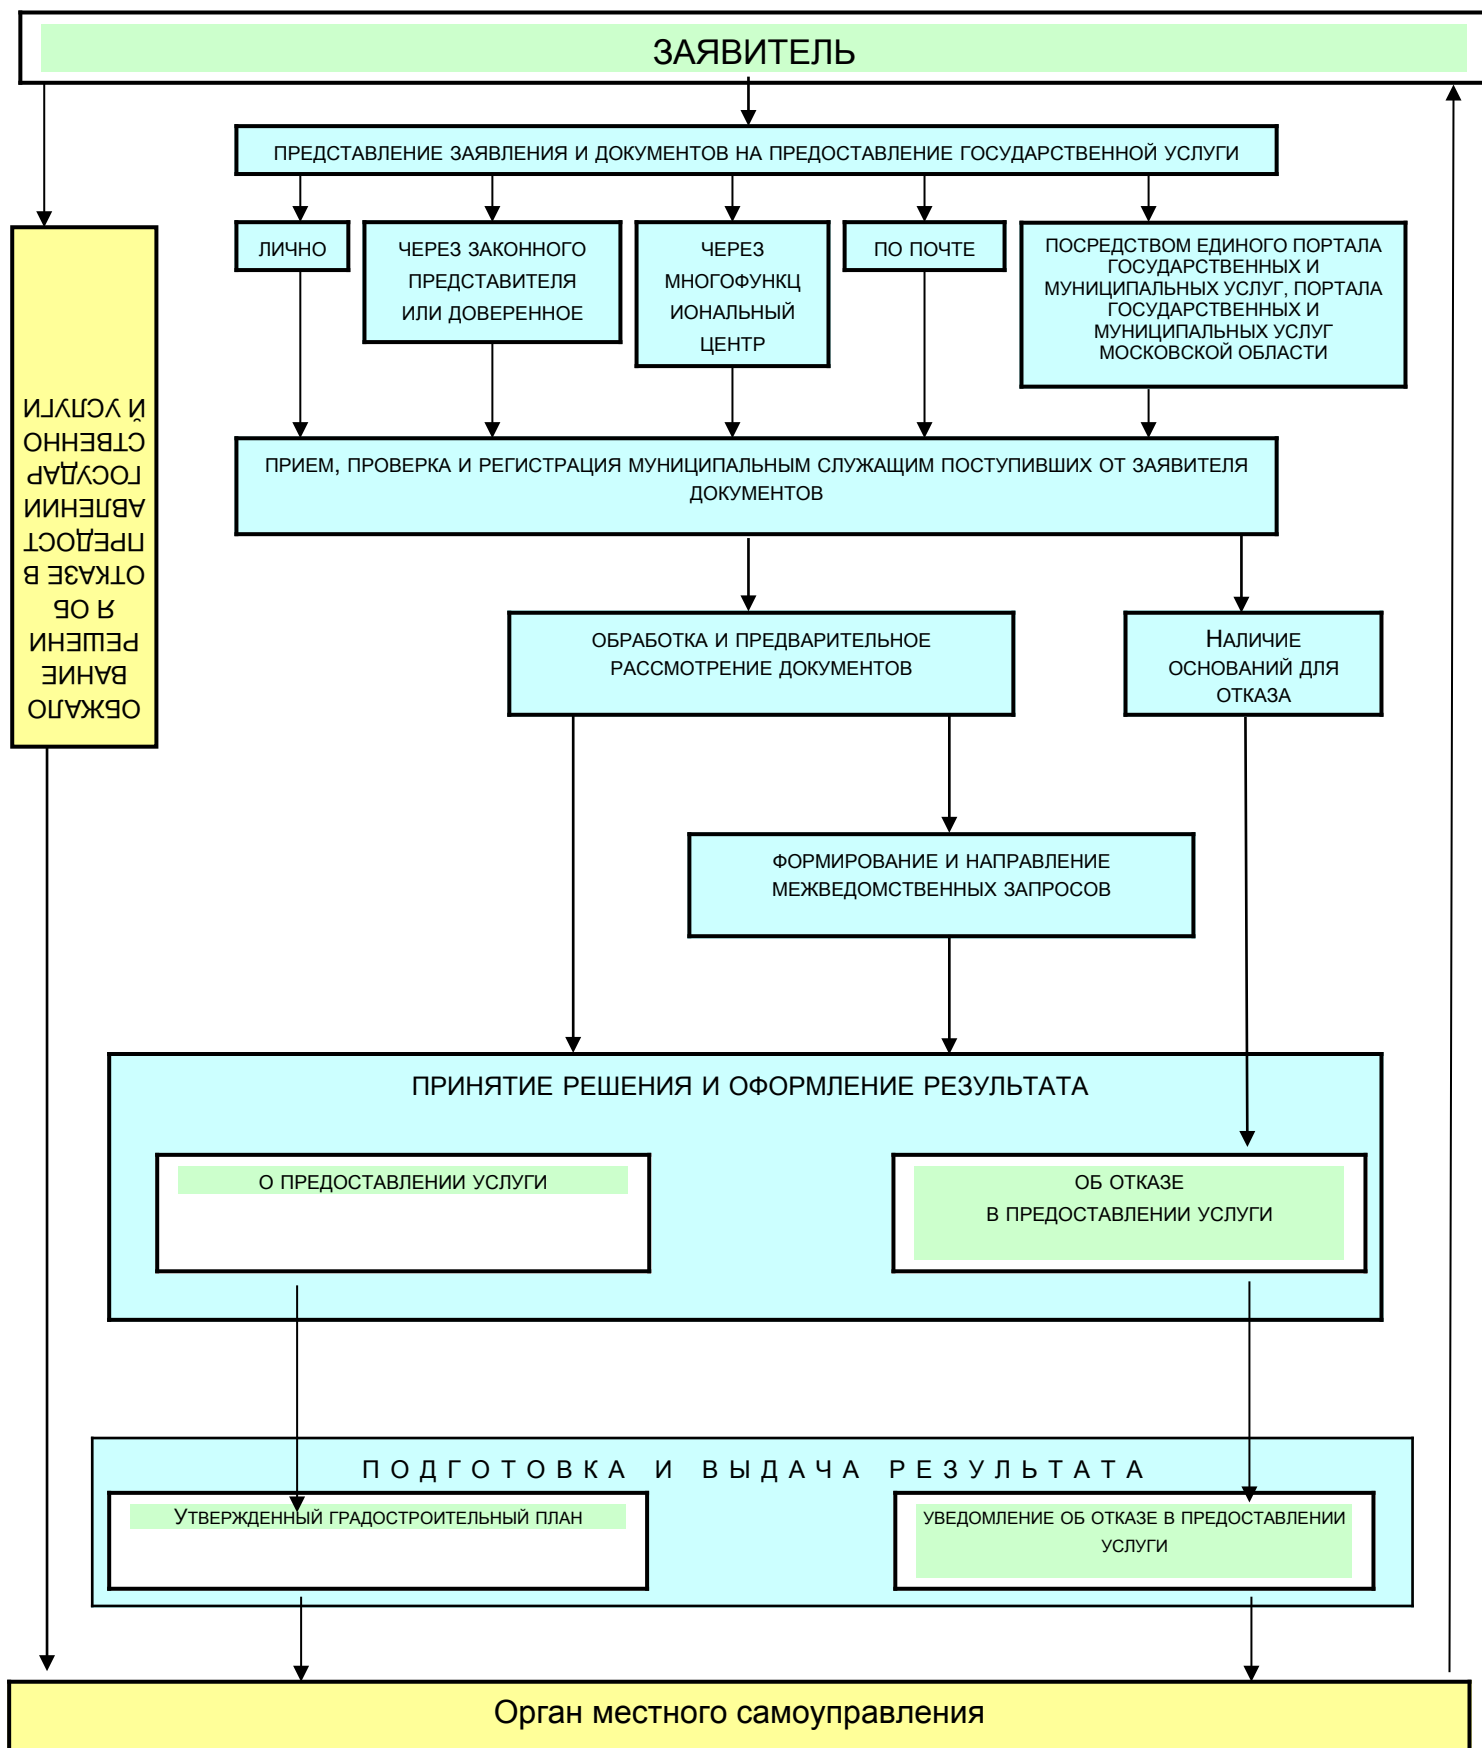 ЗАЯВИТЕЛЬ
ПРЕДСТАВЛЕНИЕ ЗАЯВЛЕНИЯ И ДОКУМЕНТОВ НА ПРЕДОСТАВЛЕНИЕ ГОСУДАРСТВЕННОЙ УСЛУГИ
ЛИЧНО
ЧЕРЕЗ ЗАКОННОГО
ПРЕДСТАВИТЕЛЯ
ИЛИ ДОВЕРЕННОЕ
ЧЕРЕЗ
МНОГОФУНКЦ
ИОНАЛЬНЫЙ
ЦЕНТР
ПО ПОЧТЕ
ПОСРЕДСТВОМ ЕДИНОГО ПОРТАЛА
ГОСУДАРСТВЕННЫХ И
МУНИЦИПАЛЬНЫХ УСЛУГ, ПОРТАЛА
ГОСУДАРСТВЕННЫХ И
МУНИЦИПАЛЬНЫХ УСЛУГ
МОСКОВСКОЙ ОБЛАСТИ
ОБЖАЛО
ВАНИЕ
РЕШЕНИ
Я ОБ
ОТКАЗЕ В
ПРЕДОСТ
АВЛЕНИИ
ГОСУДАР
СТВЕННО
Й УСЛУГИ
ПРИЕМ, ПРОВЕРКА И РЕГИСТРАЦИЯ МУНИЦИПАЛЬНЫМ СЛУЖАЩИМ ПОСТУПИВШИХ ОТ ЗАЯВИТЕЛЯ
ДОКУМЕНТОВ
ОБРАБОТКА И ПРЕДВАРИТЕЛЬНОЕ
РАССМОТРЕНИЕ ДОКУМЕНТОВ
НАЛИЧИЕ
ОСНОВАНИЙ ДЛЯ
ОТКАЗА
ФОРМИРОВАНИЕ И НАПРАВЛЕНИЕ
МЕЖВЕДОМСТВЕННЫХ ЗАПРОСОВ
ПРИНЯТИЕ РЕШЕНИЯ И ОФОРМЛЕНИЕ РЕЗУЛЬТАТА
О ПРЕДОСТАВЛЕНИИ УСЛУГИ
ОБ ОТКАЗЕ
В ПРЕДОСТАВЛЕНИИ УСЛУГИ
ПОДГОТОВКА И ВЫДАЧА РЕЗУЛЬТАТА
УТВЕРЖДЕННЫЙ ГРАДОСТРОИТЕЛЬНЫЙ ПЛАН
УВЕДОМЛЕНИЕ ОБ ОТКАЗЕ В ПРЕДОСТАВЛЕНИИ
УСЛУГИ
Орган местного самоуправления